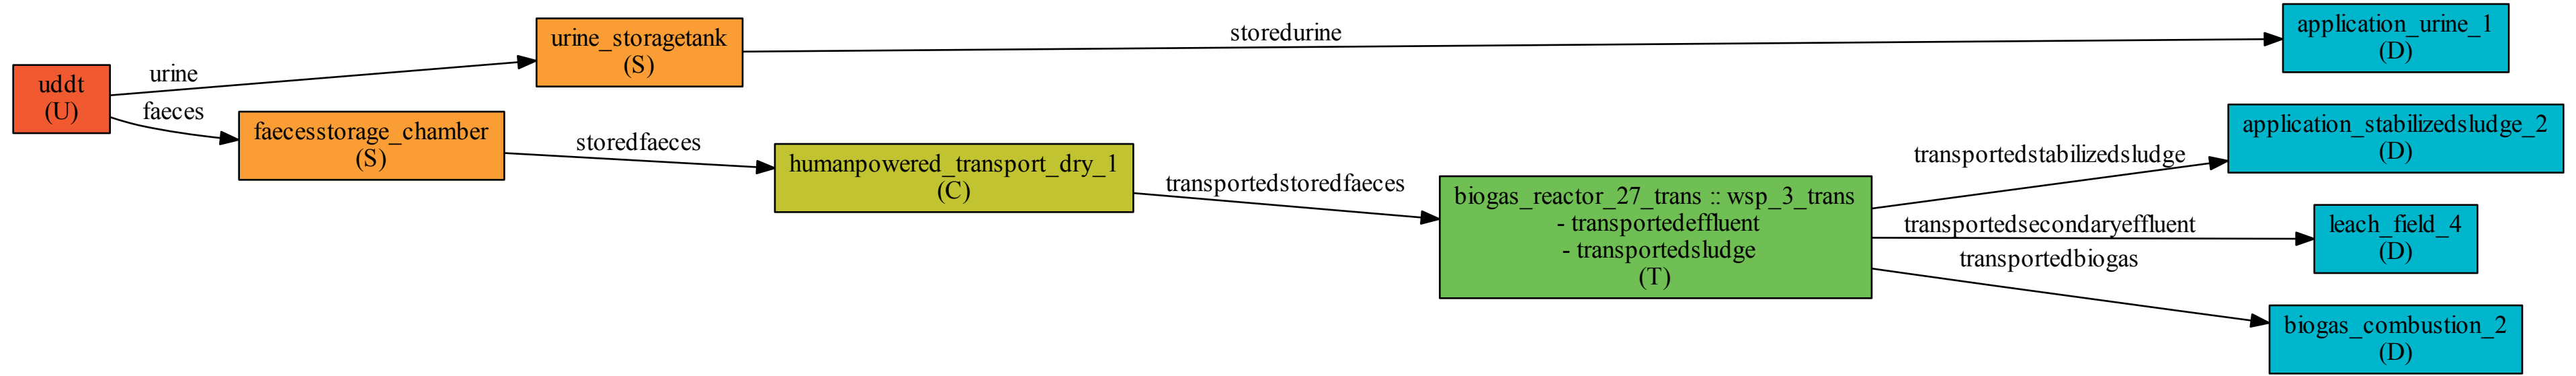 uddt
(U)
urine
faeces
urine_storagetank
(S)
faecesstorage_chamber
(S)
storedurine
storedfaeces
humanpowered_transport_dry_1
(C)
transportedstoredfaeces
biogas_reactor_27_trans :: wsp_3_trans
- transportedeffluent
- transportedsludge
(T)
transportedstabilizedsludge
transportedsecondaryeffluent
transportedbiogas
application_urine_1
(D)
application_stabilizedsludge_2
(D)
leach_field_4
(D)
biogas_combustion_2
(D)